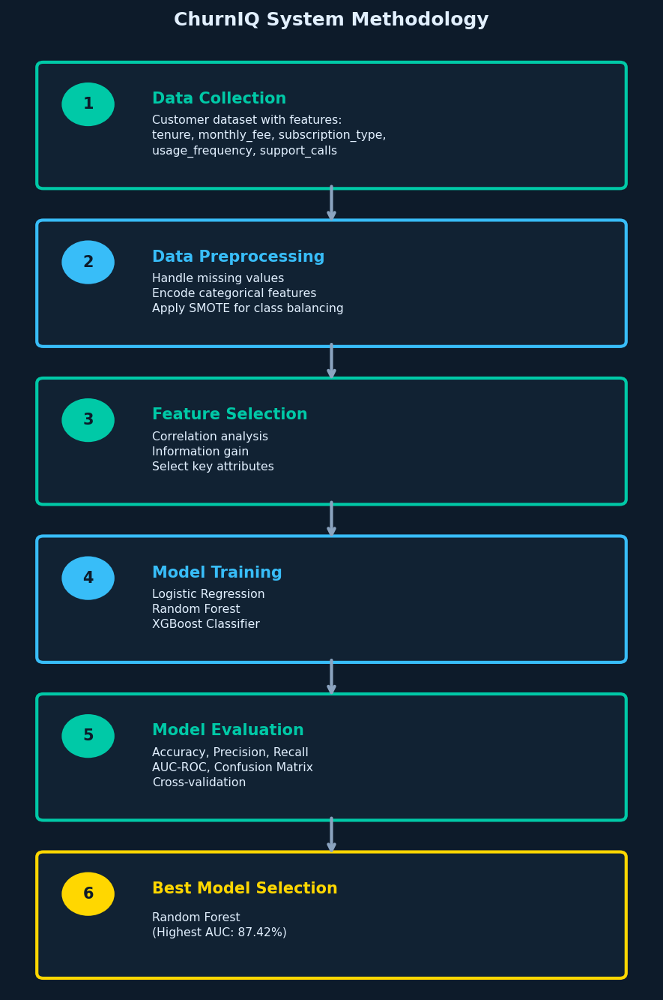 ChurnIQ System Methodology
1
Data Collection
Customer dataset with features:
tenure, monthly_fee, subscription_type,
usage_frequency, support_calls
2
Data Preprocessing
Handle missing values
Encode categorical features
Apply SMOTE for class balancing
3
Feature Selection
Correlation analysis
Information gain
Select key attributes
4
Model Training
Logistic Regression
Random Forest
XGBoost Classifier
5
Model Evaluation
Accuracy, Precision, Recall
AUC-ROC, Confusion Matrix
Cross-validation
6
Best Model Selection
Random Forest
(Highest AUC: 87.42%)